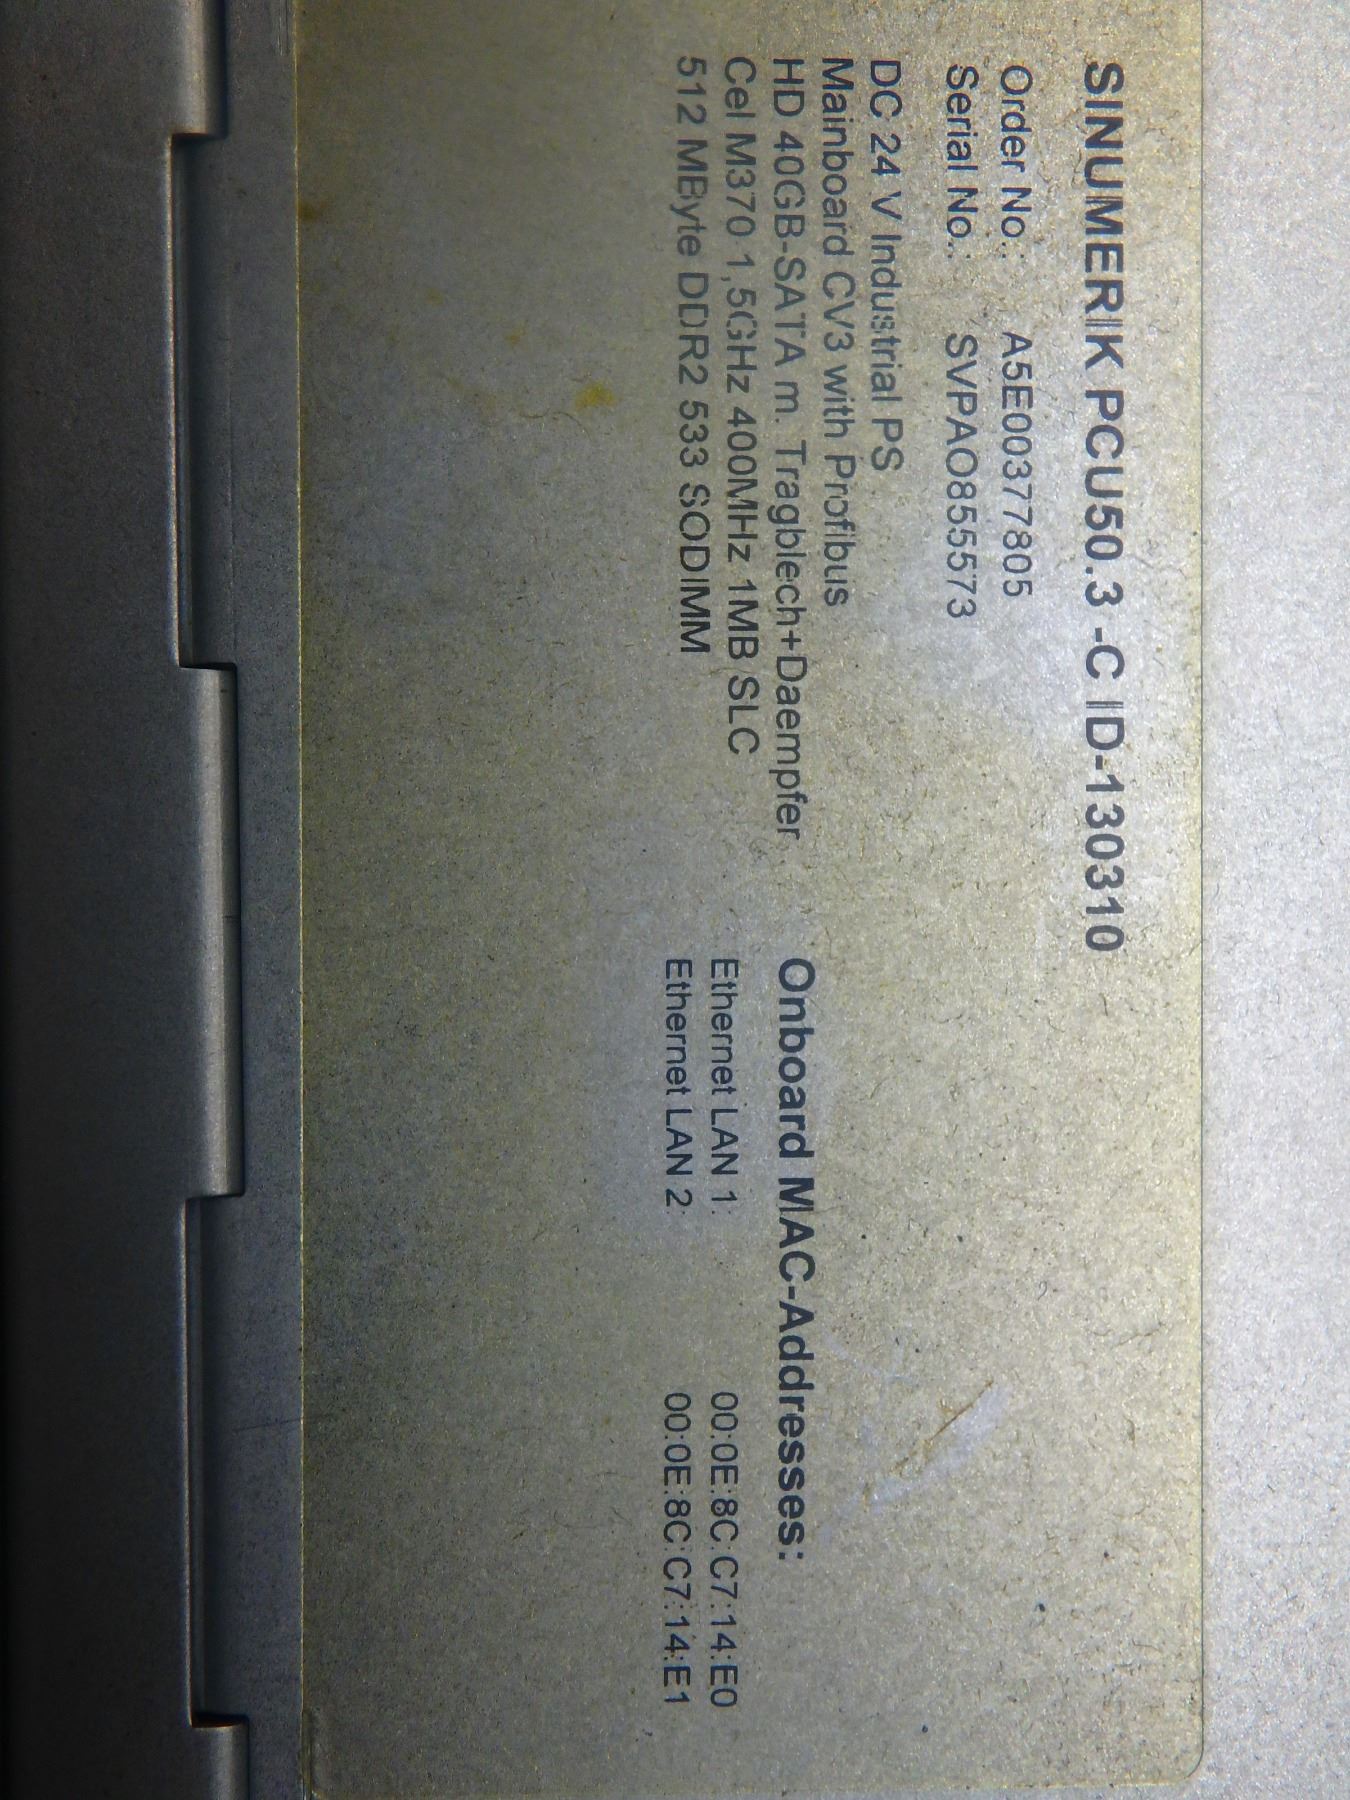 SINUMERIK PCU50.3 -C ID-130310
Order No.: A5E00377805
Serial No.: SVPAO855573
DC 24 V Industrial PS
Mainboard CV3 with Profibus
HD 40GB-SATA m. Tragblech+Daempfer
Cel M370 1,5GHz 400MHz 1MB SLC
512 MByte DDR2 533 SODIMM
Onboard MAC-Addresses:
Ethernet LAN 1: 00:0E:8C:C7:14:E0
Ethernet LAN 2: 00:0E:8C:C7:14:E1